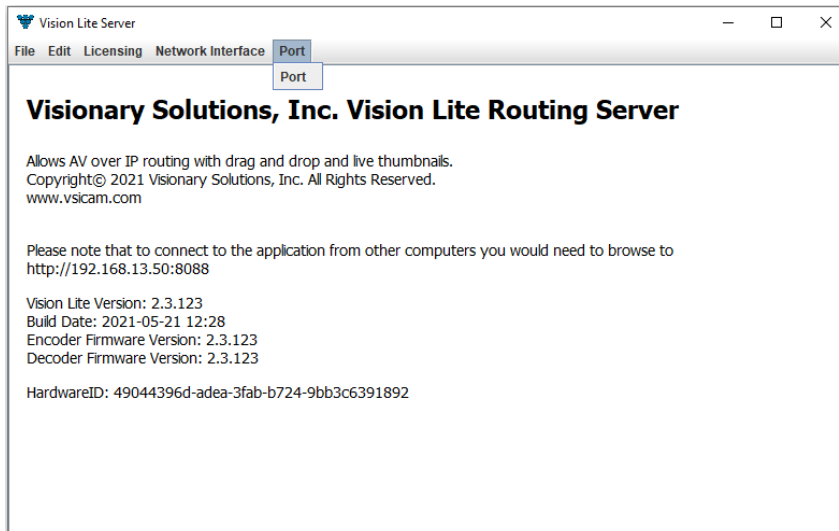 Vision Lite Server
File Edit Licensing Network Interface Port
Port
Visionary Solutions, Inc. Vision Lite Routing Server
Allows AV over IP routing with drag and drop and live thumbnails.
Copyright© 2021 Visionary Solutions, Inc. All Rights Reserved.
www.vsicam.com
Please note that to connect to the application from other computers you would need to browse to
http://192.168.13.50:8088
Vision Lite Version: 2.3.123
Build Date: 2021-05-21 12:28
Encoder Firmware Version: 2.3.123
Decoder Firmware Version: 2.3.123
HardwareID: 49044396d-adea-3fab-b724-9bb3c6391892